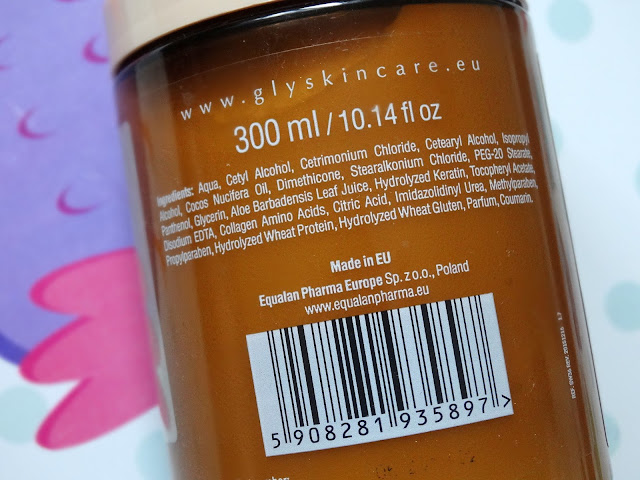 www.glyskincare.eu
300 ml / 10.14 fl oz
Ingredients: Aqua, Cetyl Alcohol, Cetrimonium Chloride, Cetearyl Alcohol, Isopropyl
Alcohol, Cocos Nucifera Oil, Dimethicone, Stearalkonium Chloride, PEG-20 Stearate,
Panthenol, Glycerin, Aloe Barbadensis Leaf Juice, Hydrolyzed Keratin, Tocopheryl Acetate,
Disodium EDTA, Collagen Amino Acids, Citric Acid, Imidazolidinyl Urea, Methylparaben,
Propylparaben, Hydrolyzed Wheat Protein, Hydrolyzed Wheat Gluten, Parfum, Coumarin.
Made in EU
Equalan Pharma Europe Sp. z o.o., Poland
www.equalanpharma.eu
5 908281 935897 >